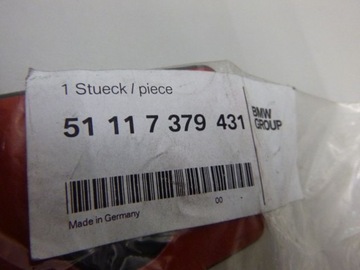 1 Stueck / piece
51 11 7 379 431
BMW
GROUP
00
Made in Germany